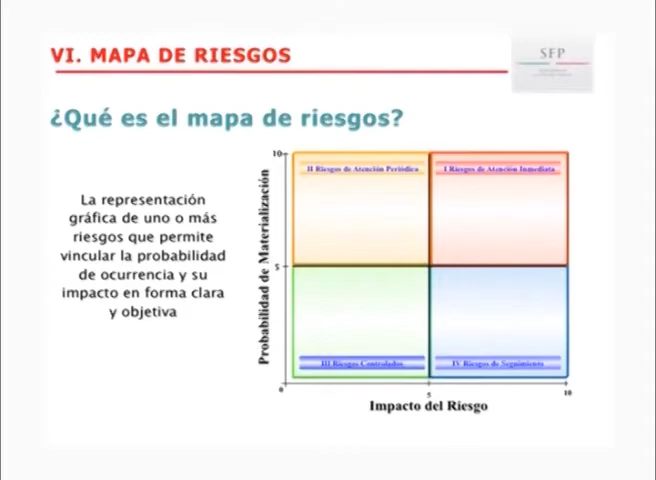 VI. MAPA DE RIESGOS
SFP
¿Qué es el mapa de riesgos?
La representación
gráfica de uno o más
riesgos que permite
vincular la probabilidad
de ocurrencia y su
impacto en forma clara
y objetiva
Probabilidad de Materialización
10
5
0
II Riesgos de Atención Periódica
I Riesgos de Atención Inmediata
III Riesgos Controlados
IV Riesgos de Seguimiento
5
10
Impacto del Riesgo